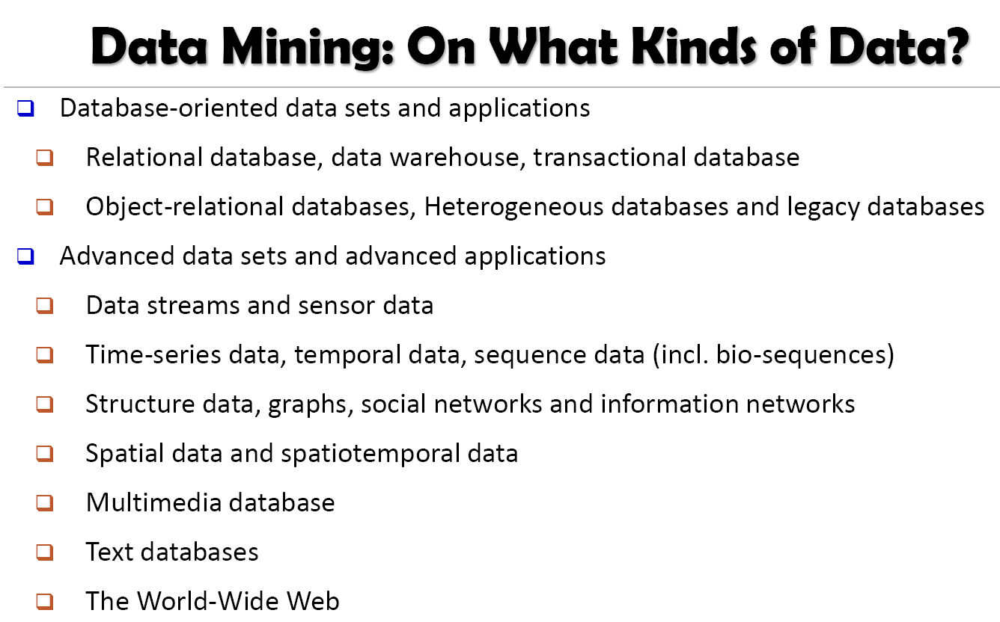 Data Mining: On What Kinds of Data?
Database-oriented data sets and applications
Relational database, data warehouse, transactional database
Object-relational databases, Heterogeneous databases and legacy databases
Advanced data sets and advanced applications
Data streams and sensor data
Time-series data, temporal data, sequence data (incl. bio-sequences)
Structure data, graphs, social networks and information networks
Spatial data and spatiotemporal data
Multimedia database
Text databases
The World-Wide Web